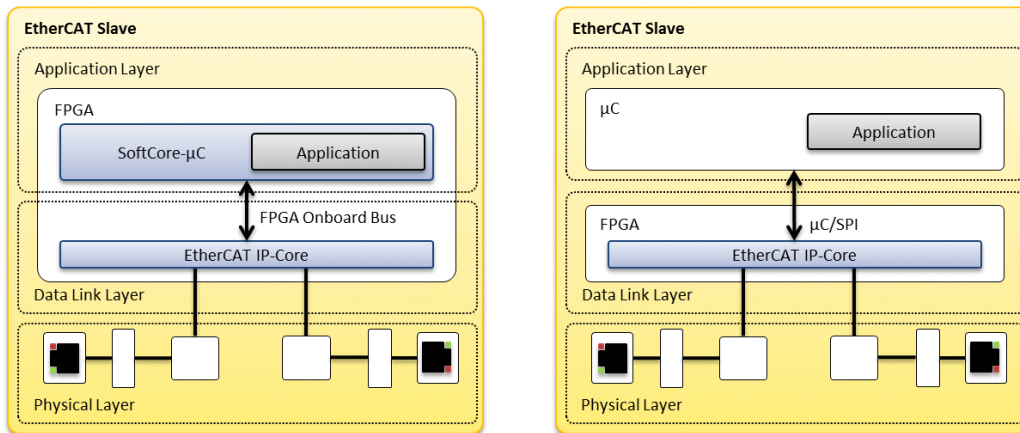 EtherCAT Slave
Application Layer
FPGA
SoftCore-µC
Application
FPGA Onboard Bus
EtherCAT IP-Core
Data Link Layer
Physical Layer
EtherCAT Slave
Application Layer
µC
Application
FPGA
µC/SPI
EtherCAT IP-Core
Data Link Layer
Physical Layer